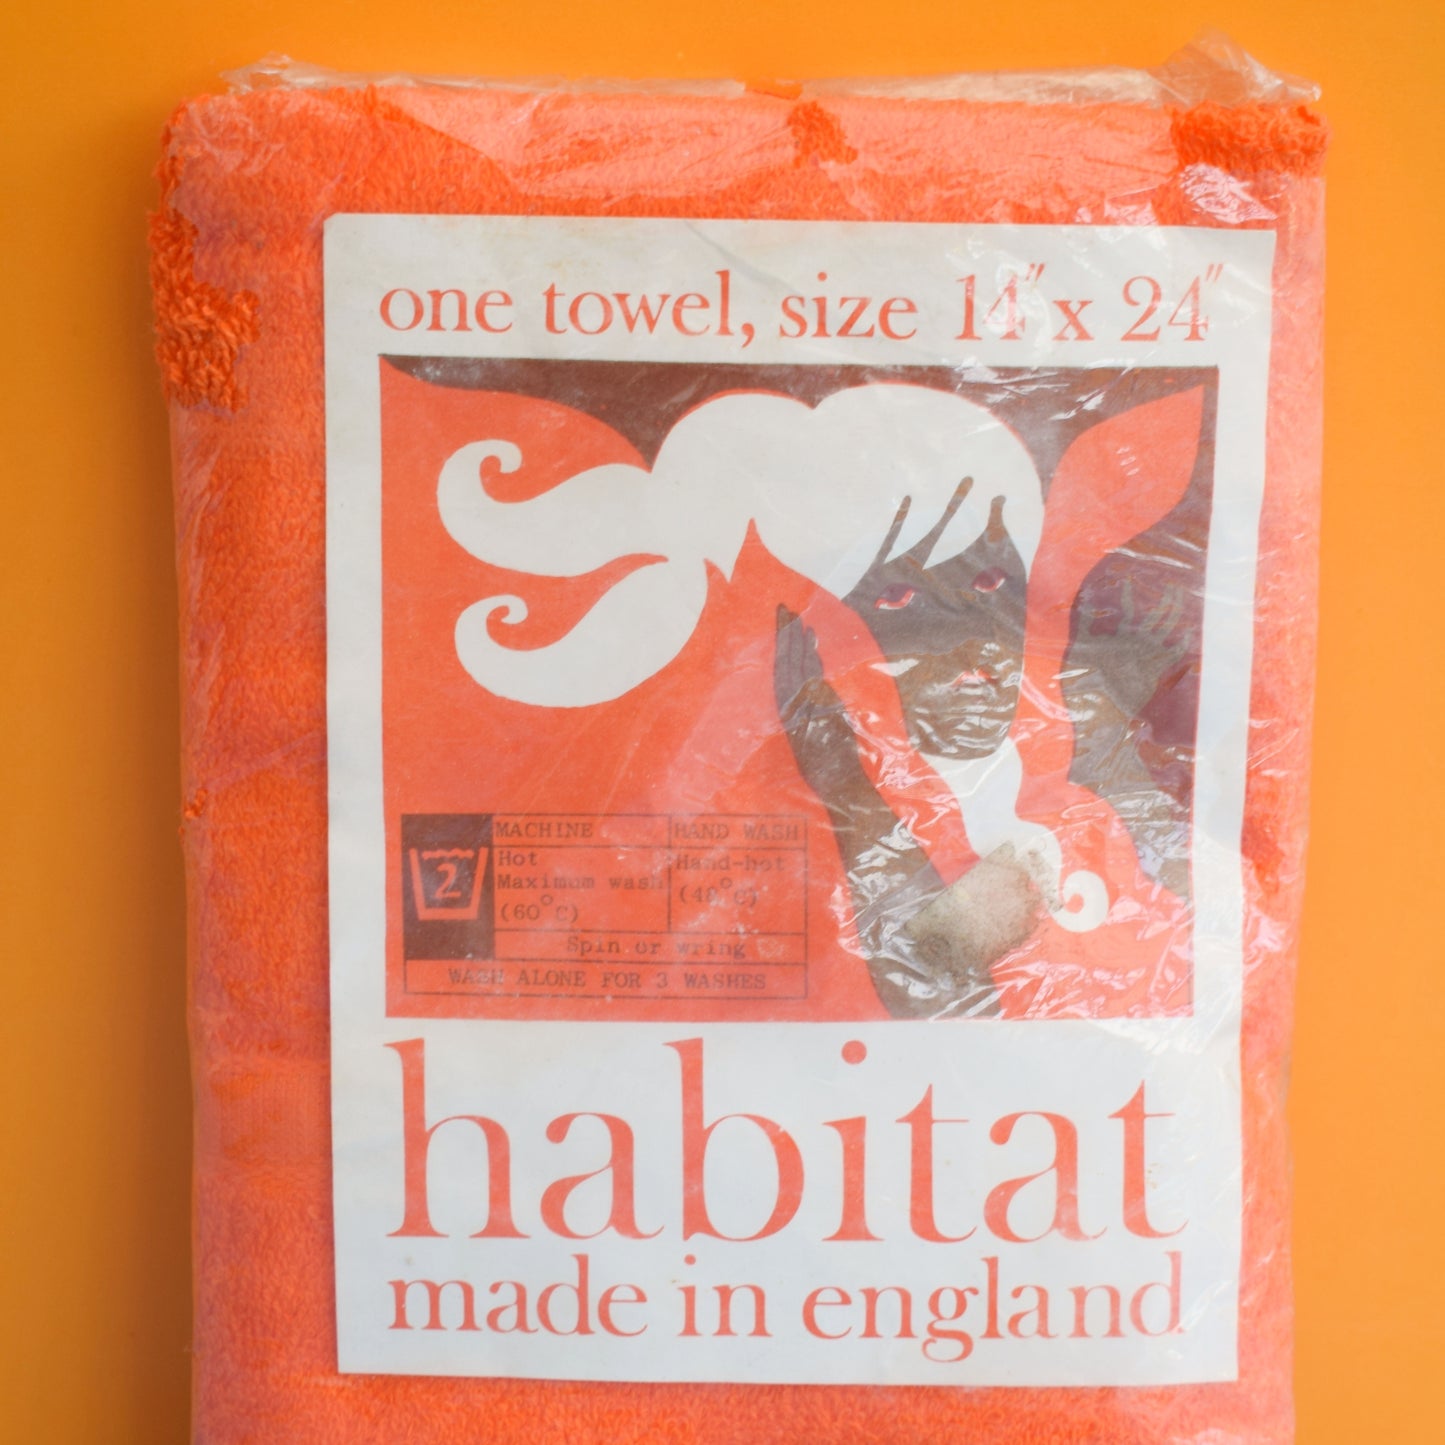 one towel, size 14" x 24"
MACHINE HAND WASH
2
Hot Hand-hot
Maximum wash (48°C)
(60°C)
Spin or wring
WASH ALONE FOR 3 WASHES
habitat
made in england